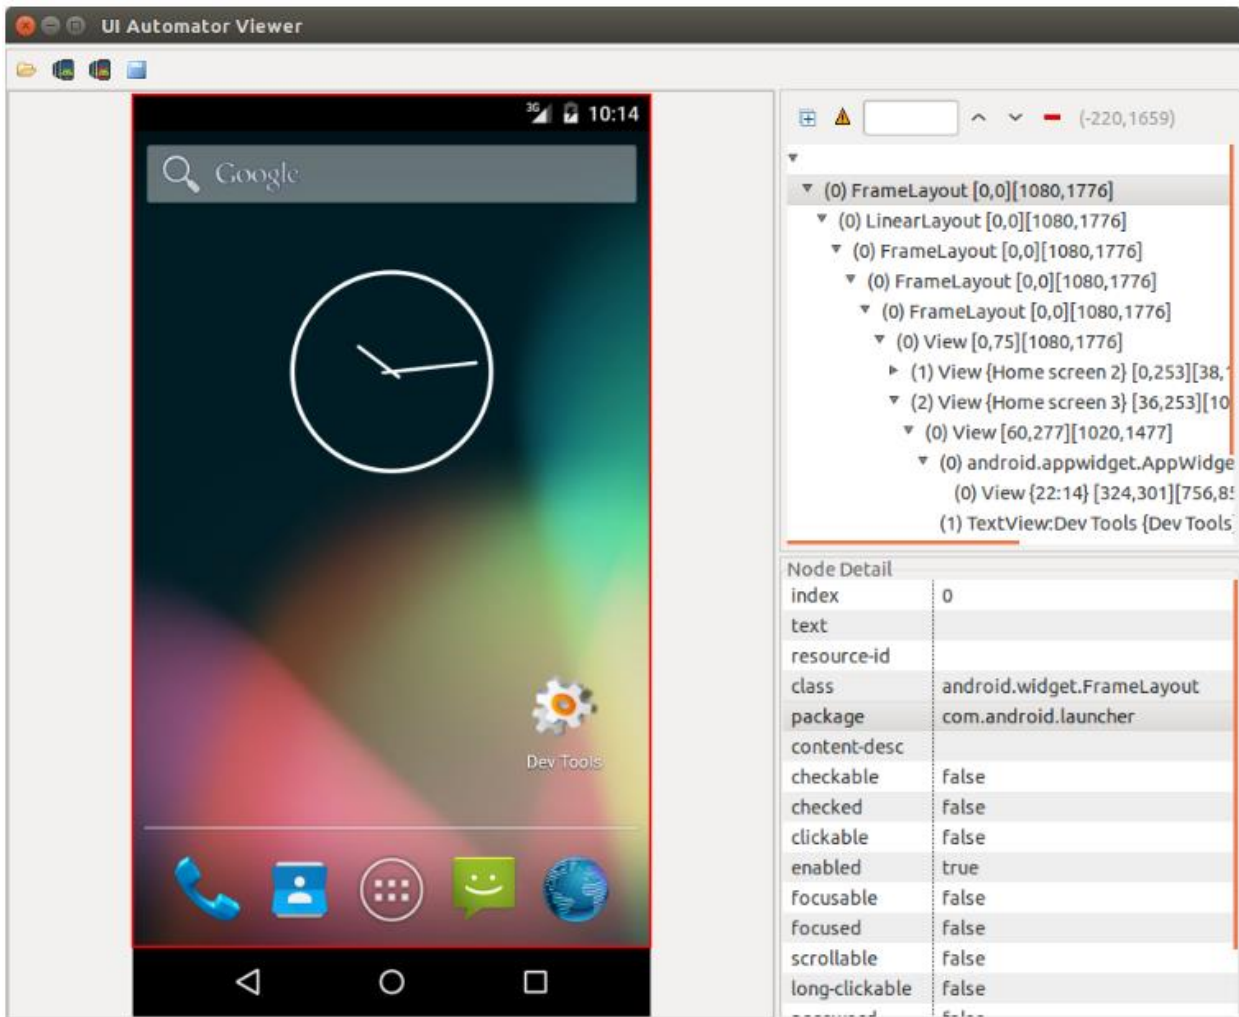 UI Automator Viewer
3G 10:14
Google
Dev Tools
(-220,1659)
(0) FrameLayout [0,0][1080,1776]
(0) LinearLayout [0,0][1080,1776]
(0) FrameLayout [0,0][1080,1776]
(0) FrameLayout [0,0][1080,1776]
(0) FrameLayout [0,0][1080,1776]
(0) View [0,75][1080,1776]
(1) View {Home screen 2} [0,253][38,
(2) View {Home screen 3} [36,253][10
(0) View [60,277][1020,1477]
(0) android.appwidget.AppWidge
(0) View {22:14} [324,301][756,85
(1) TextView:Dev Tools {Dev Tools
Node Detail
index 0
text
resource-id
class android.widget.FrameLayout
package com.android.launcher
content-desc
checkable false
checked false
clickable false
enabled true
focusable false
focused false
scrollable false
long-clickable false